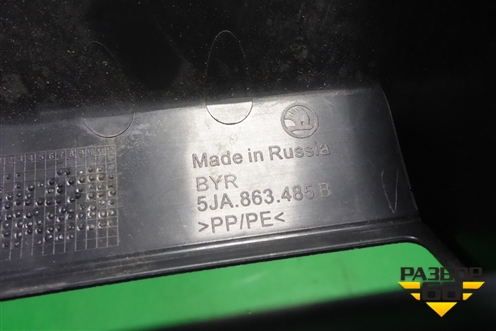 Made in Russia
BYR
5JA.863.485 B
>PP/PE<
РАЗБОР